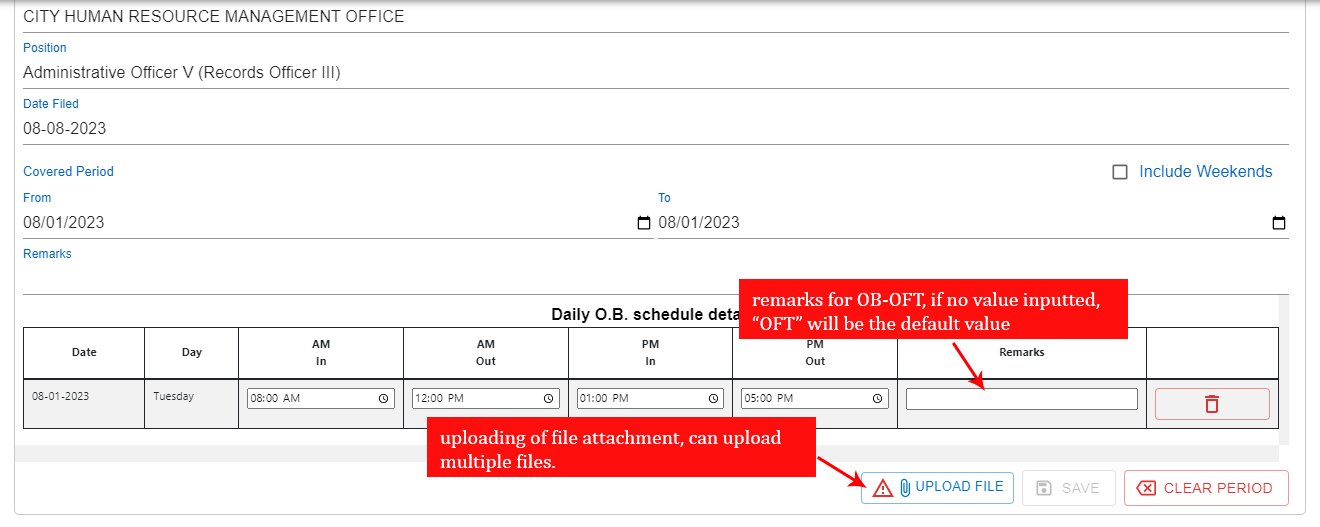 CITY HUMAN RESOURCE MANAGEMENT OFFICE
Position
Administrative Officer V (Records Officer III)
Date Filed
08-08-2023
Covered Period
Include Weekends
From
To
08/01/2023
08/01/2023
Remarks
remarks for OB-OFT, if no value inputted,
“OFT” will be the default value
Daily O.B. schedule deta
Date
Day
AM
In
AM
Out
PM
In
PM
Out
Remarks
08-01-2023
Tuesday
08:00 AM
12:00 PM
01:00 PM
05:00 PM
uploading of file attachment, can upload
multiple files.
UPLOAD FILE
SAVE
CLEAR PERIOD